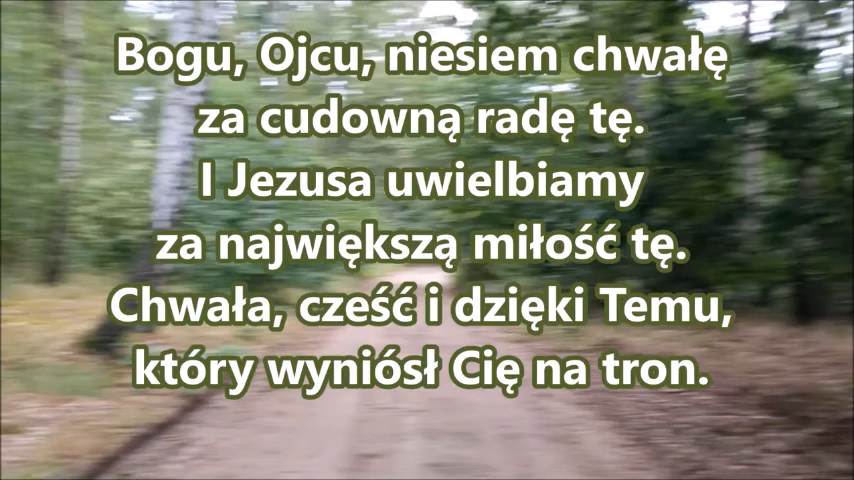 Bogu, Ojcu, niesiem chwałę
za cudowną radę tę.
I Jezusa uwielbiamy
za największą miłość tę.
Chwała, cześć i dzięki Temu,
który wyniósł Cię na tron.